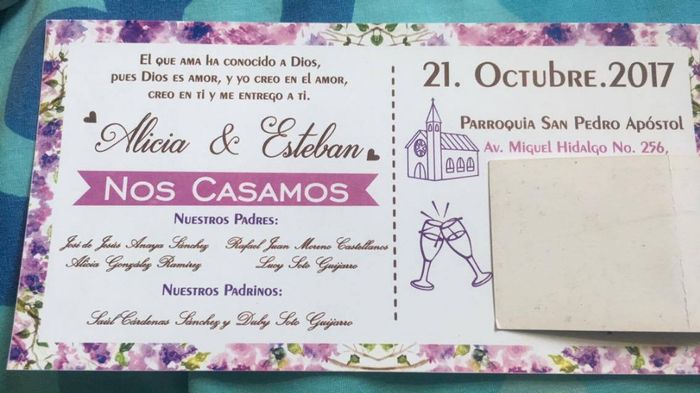 El que ama ha conocido a Dios,
pues Dios es amor, y yo creo en el amor,
creo en ti y me entrego a ti.
Alicia & Esteban
Nos Casamos
Nuestros Padres:
José de Jesús Anaya Sánchez
Alicia González Ramírez
Rafael Juan Moreno Castellanos
Lucy Soto Guijarro
Nuestros Padrinos:
Saúl Cárdenas Sánchez y Duby Soto Guijarro
21. Octubre.2017
Parroquia San Pedro Apóstol
Av. Miguel Hidalgo No. 256,